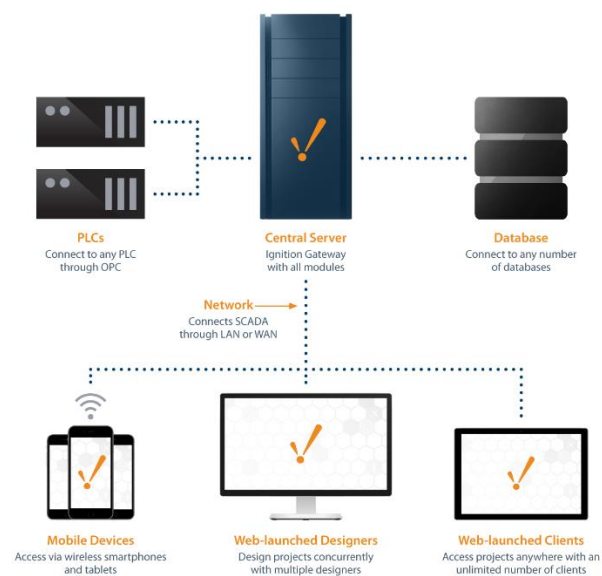 PLCs
Connect to any PLC
through OPC
Central Server
Ignition Gateway
with all modules
Database
Connect to any number
of databases
Network
Connects SCADA
through LAN or WAN
Mobile Devices
Access via wireless smartphones
and tablets
Web-launched Designers
Design projects concurrently
with multiple designers
Web-launched Clients
Access projects anywhere with an
unlimited number of clients